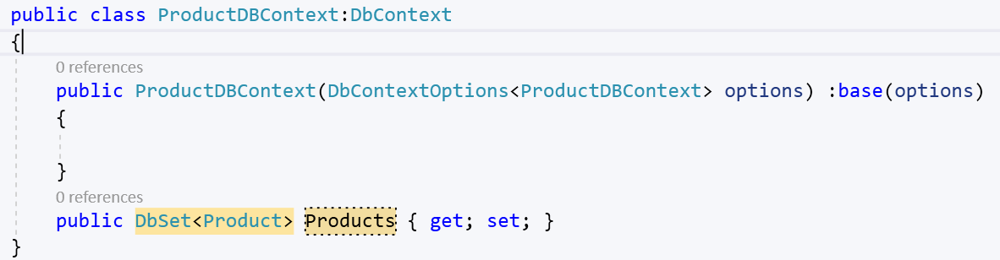 public class ProductDBContext:DbContext
{
0 references
public ProductDBContext(DbContextOptions<ProductDBContext> options) :base(options)
{
}
0 references
public DbSet<Product> Products { get; set; }
}